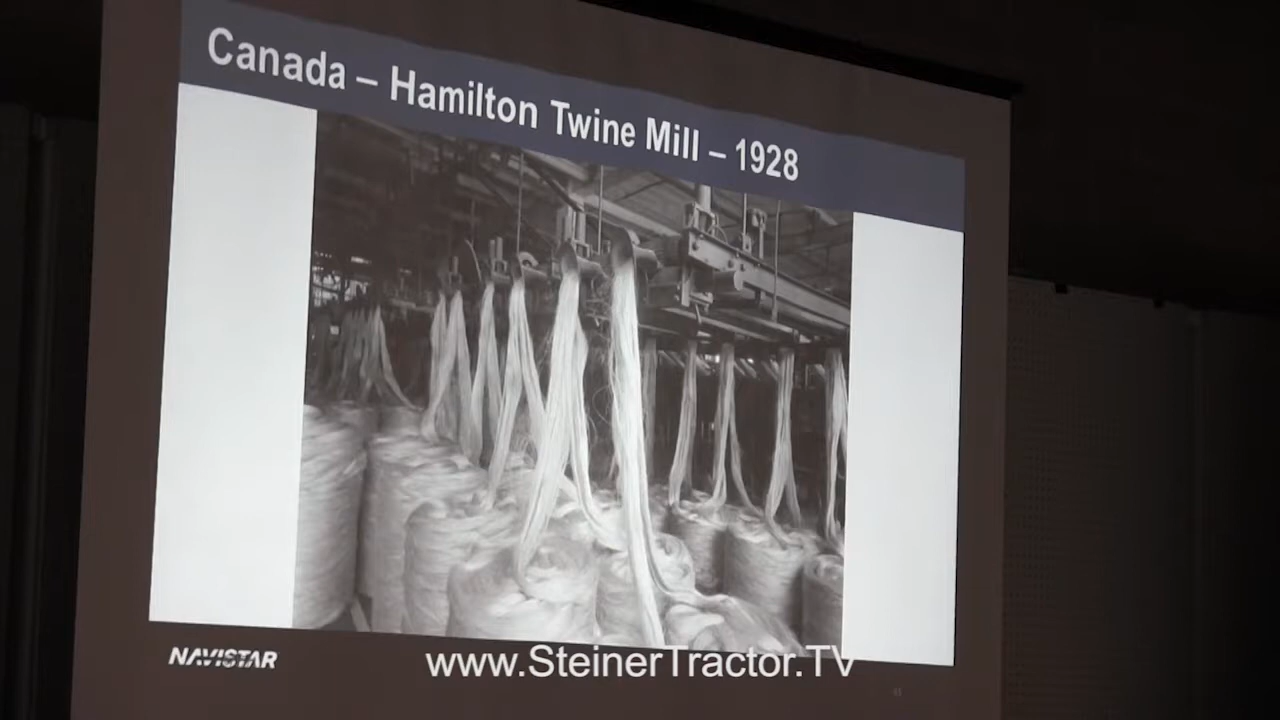 Canada – Hamilton Twine Mill – 1928
NAVISTAR
www.SteinerTractor.TV